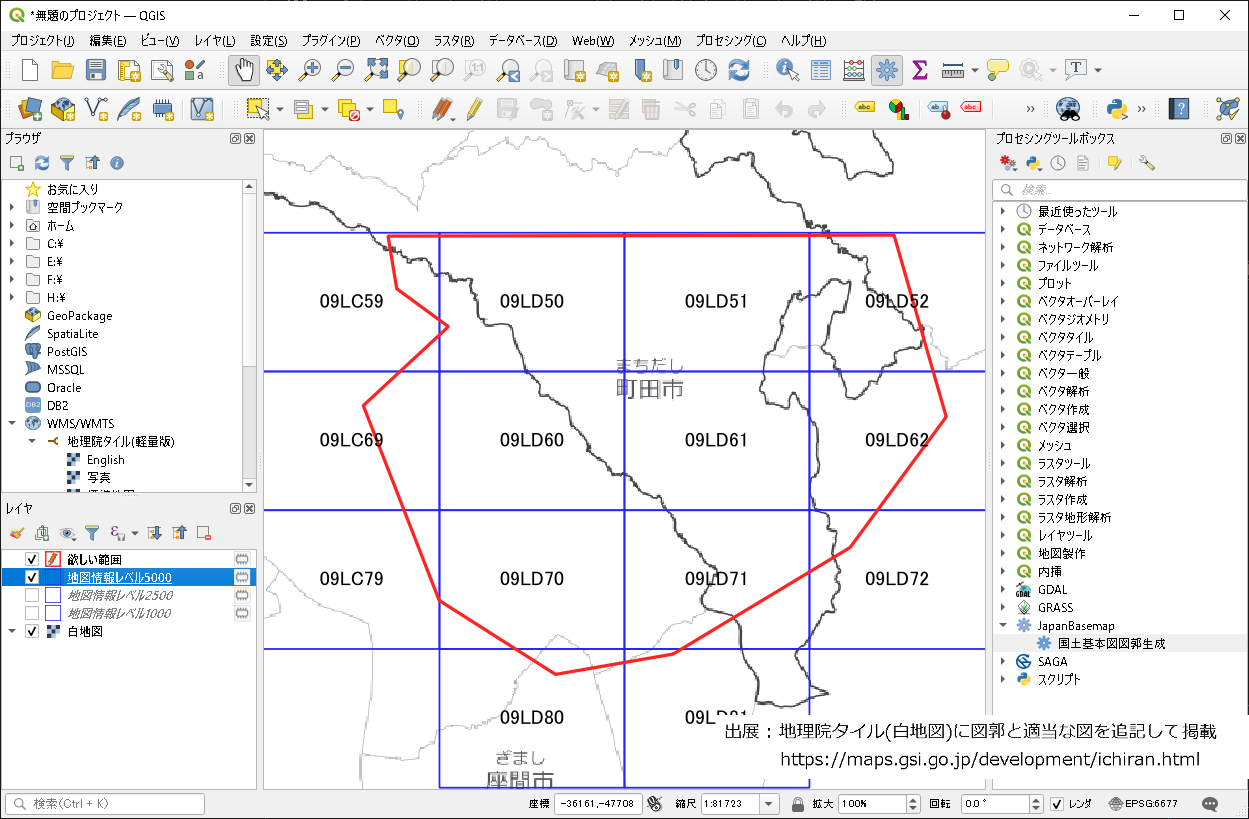 *無題のプロジェクト — QGIS
プロジェクト(J) 編集(E) ビュー(V) レイヤ(L) 設定(S) プラグイン(P) ベクタ(O) ラスタ(R) データベース(D) Web(W) メッシュ(M) プロセシング(C) ヘルプ(H)
ブラウザ
お気に入り
空間ブックマーク
ホーム
C:¥
E:¥
F:¥
H:¥
GeoPackage
SpatiaLite
PostGIS
MSSQL
Oracle
DB2
WMS/WMTS
地理院タイル(軽量版)
English
写真
レイヤ
欲しい範囲
地図情報レベル5000
地図情報レベル2500
地図情報レベル1000
白地図
09LC59 09LD50 09LD51 09LD52
まちだし
町田市
09LC69 09LD60 09LD61 09LD62
09LC79 09LD70 09LD71 09LD72
09LD80
ざまし
座間市
出展：地理院タイル(白地図)に図郭と適当な図を追記して掲載
https://maps.gsi.go.jp/development/ichiran.html
プロセシングツールボックス
検索...
最近使ったツール
データベース
ネットワーク解析
ファイルツール
プロット
ベクタオーバーレイ
ベクタジオメトリ
ベクタタイル
ベクタテーブル
ベクタ一般
ベクタ解析
ベクタ作成
ベクタ選択
メッシュ
ラスタツール
ラスタ解析
ラスタ作成
ラスタ地形解析
レイヤツール
地図製作
内挿
GDAL
GRASS
JapanBasemap
国土基本図図郭生成
SAGA
スクリプト
検索(Ctrl + K) 座標 -36161,-47708 縮尺 1:81723 拡大 100% 回転 0.0° レンダ EPSG:6677